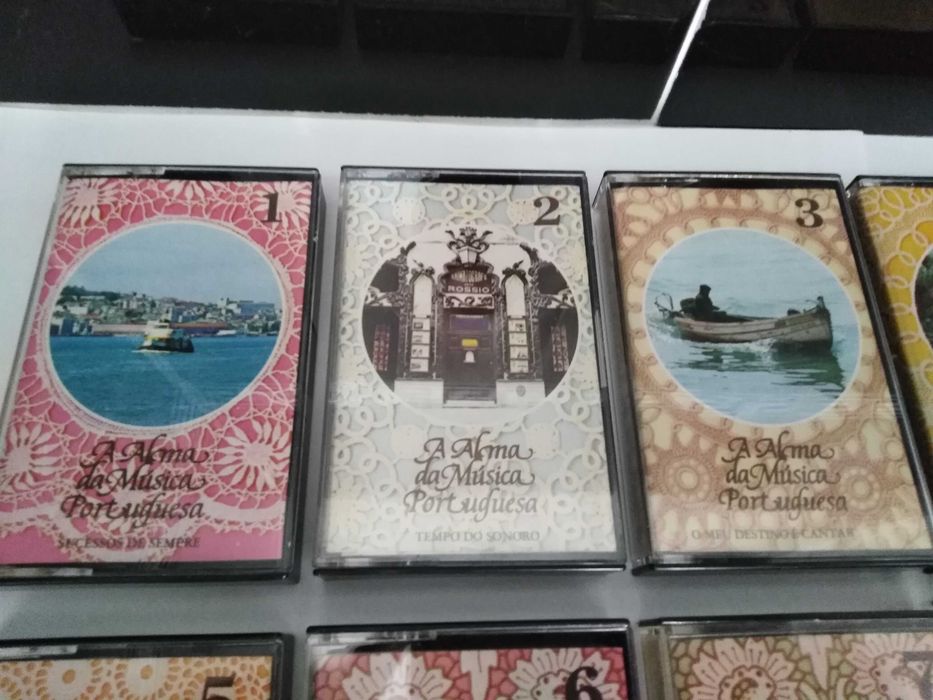 1
A Alma
da Música
Portuguesa
SUCESSOS DE SEMPRE
2
ROSSIO
A Alma
da Música
Portuguesa
TEMPO DO SONORO
3
A Alma
da Música
Portuguesa
O MEU DESTINO É CANTAR
5
6
7